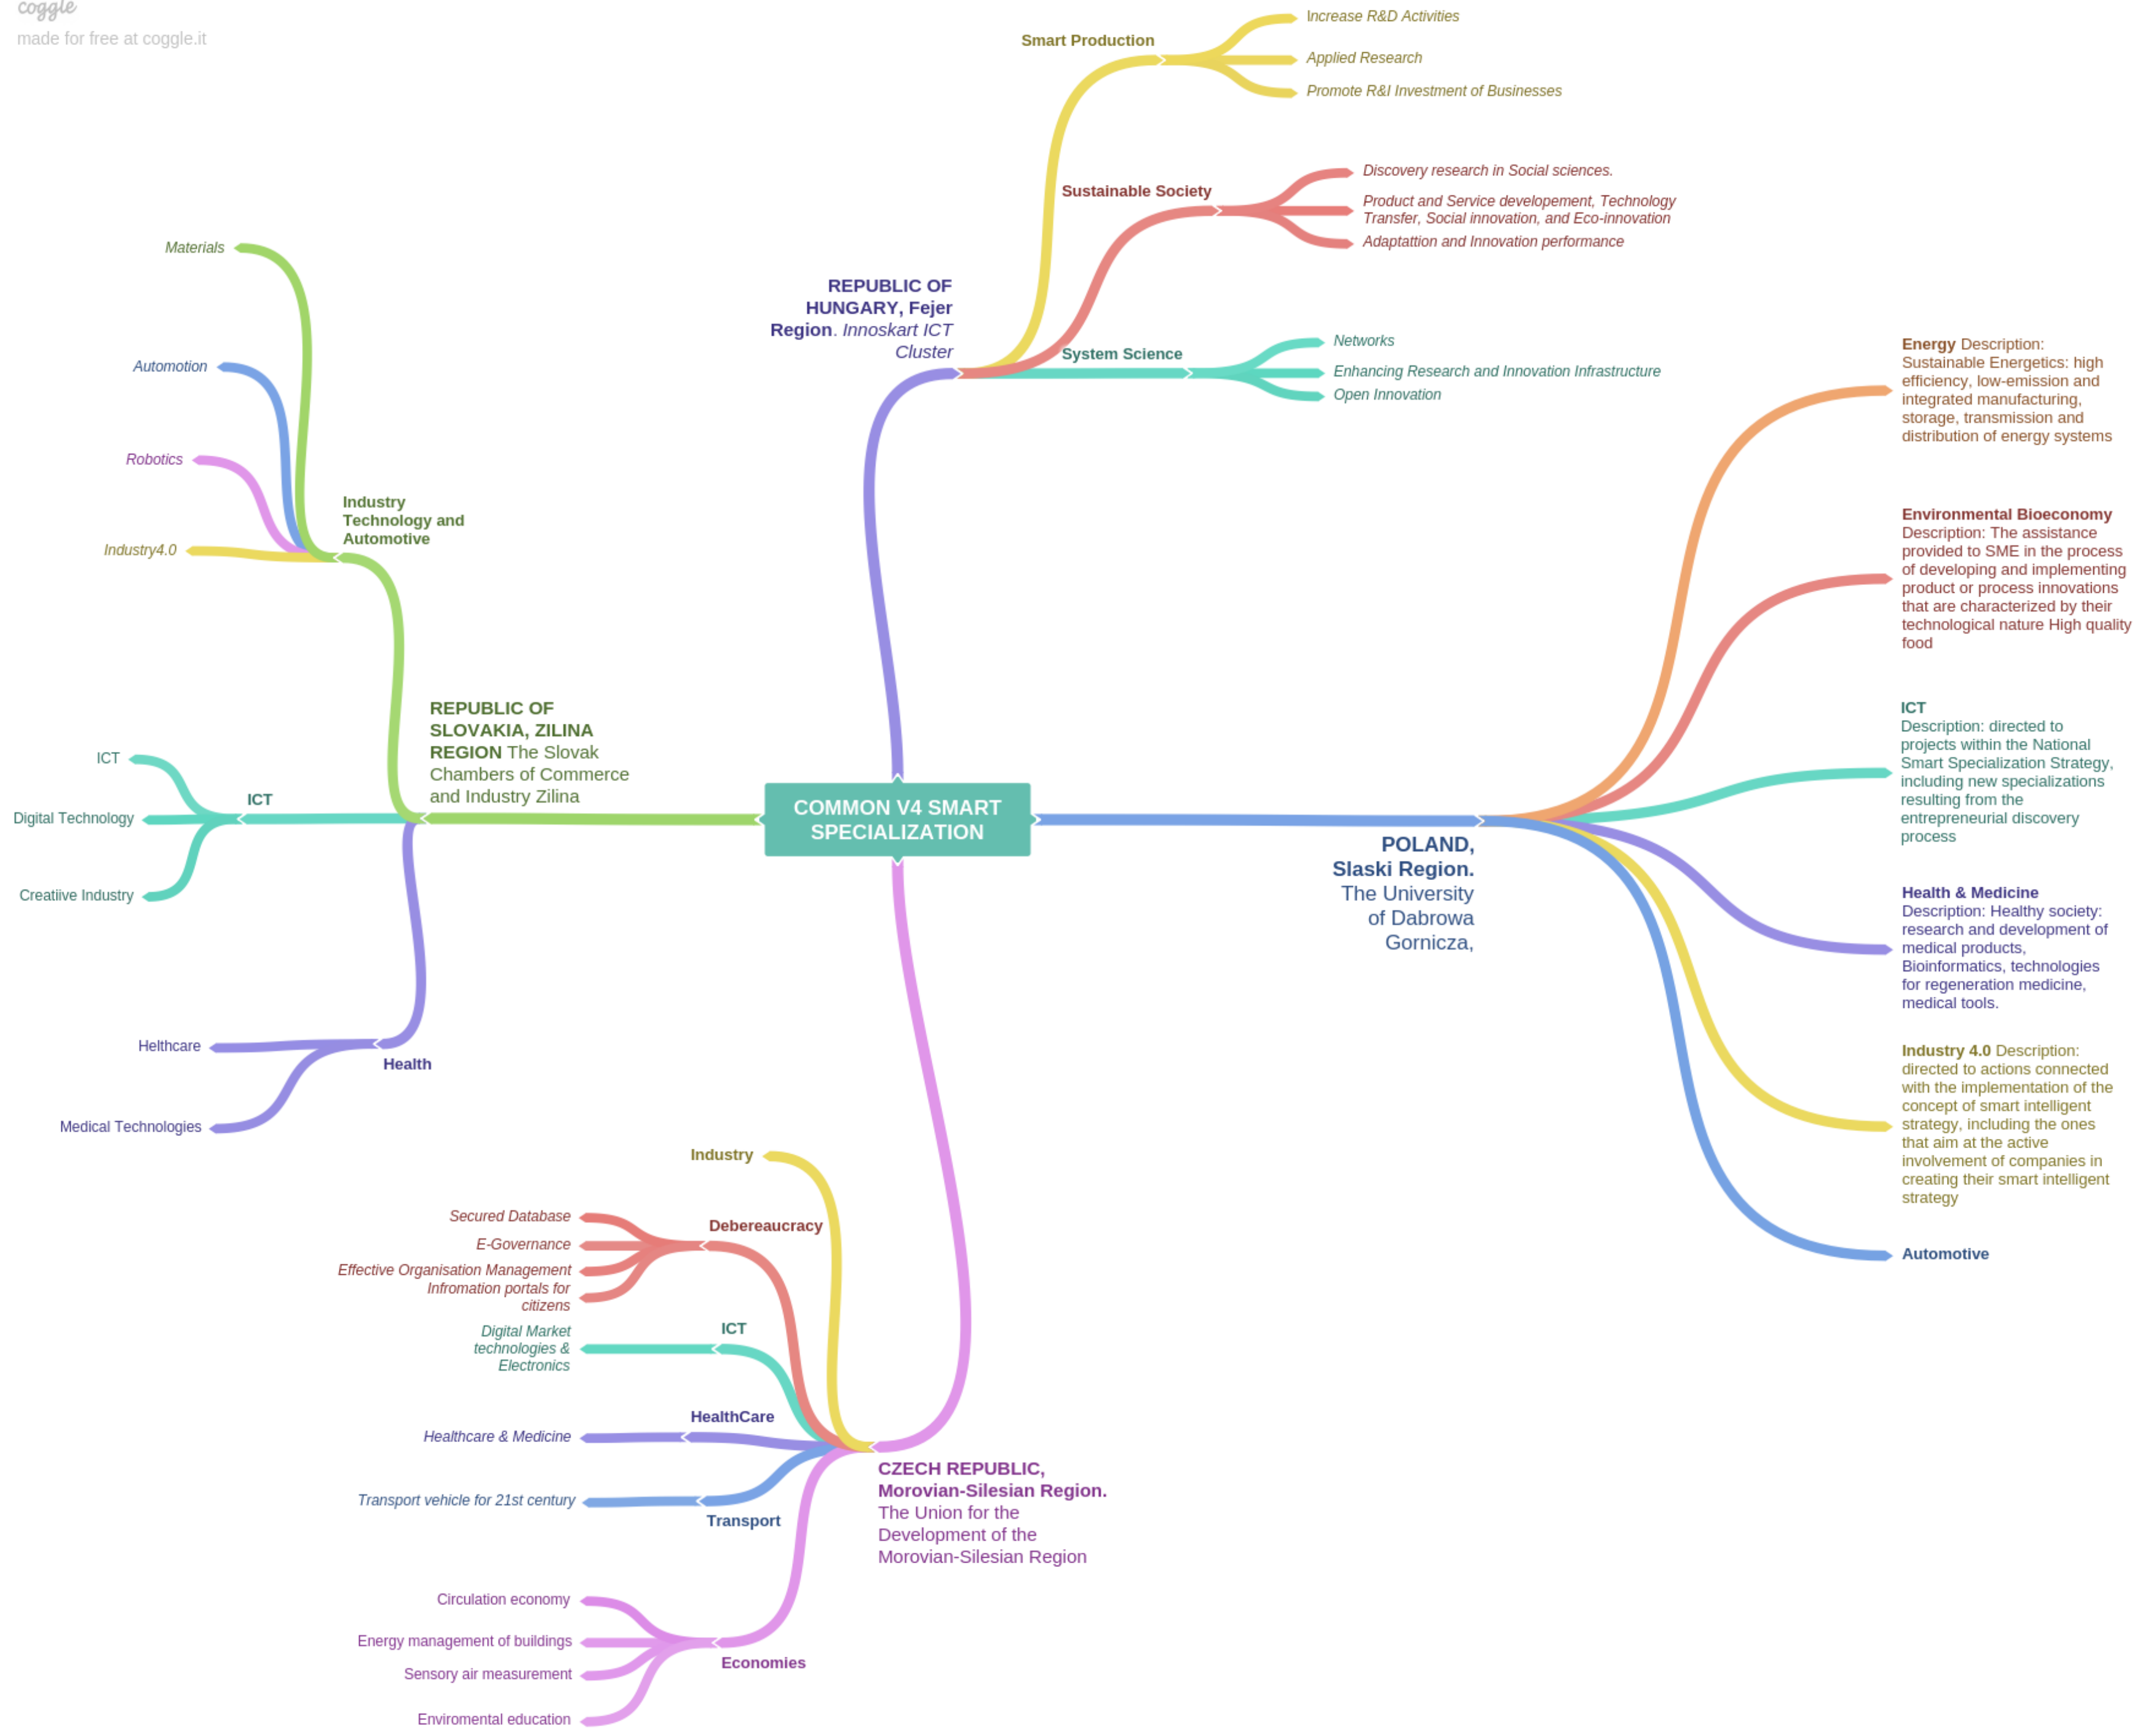 coggle
made for free at coggle.it
Smart Production
Increase R&D Activities
Applied Research
Promote R&I Investment of Businesses
Sustainable Society
Discovery research in Social sciences.
Product and Service developement, Technology
Transfer, Social innovation, and Eco-innovation
Adaptattion and Innovation performance
REPUBLIC OF
HUNGARY, Fejer
Region. Innoskart ICT
Cluster
System Science
Networks
Enhancing Research and Innovation Infrastructure
Open Innovation
Materials
Automotion
Robotics
Industry4.0
Industry
Technology and
Automotive
REPUBLIC OF
SLOVAKIA, ZILINA
REGION The Slovak
Chambers of Commerce
and Industry Zilina
ICT
ICT
Digital Technology
Creatiive Industry
Helthcare
Health
Medical Technologies
COMMON V4 SMART
SPECIALIZATION
POLAND,
Slaski Region.
The University
of Dabrowa
Gornicza,
Energy Description:
Sustainable Energetics: high
efficiency, low-emission and
integrated manufacturing,
storage, transmission and
distribution of energy systems
Environmental Bioeconomy
Description: The assistance
provided to SME in the process
of developing and implementing
product or process innovations
that are characterized by their
technological nature High quality
food
ICT
Description: directed to
projects within the National
Smart Specialization Strategy,
including new specializations
resulting from the
entrepreneurial discovery
process
Health & Medicine
Description: Healthy society:
research and development of
medical products,
Bioinformatics, technologies
for regeneration medicine,
medical tools.
Industry 4.0 Description:
directed to actions connected
with the implementation of the
concept of smart intelligent
strategy, including the ones
that aim at the active
involvement of companies in
creating their smart intelligent
strategy
Automotive
Industry
Debereaucracy
Secured Database
E-Governance
Effective Organisation Management
Infromation portals for
citizens
ICT
Digital Market
technologies &
Electronics
HealthCare
Healthcare & Medicine
Transport vehicle for 21st century
Transport
CZECH REPUBLIC,
Morovian-Silesian Region.
The Union for the
Development of the
Morovian-Silesian Region
Circulation economy
Energy management of buildings
Sensory air measurement
Enviromental education
Economies